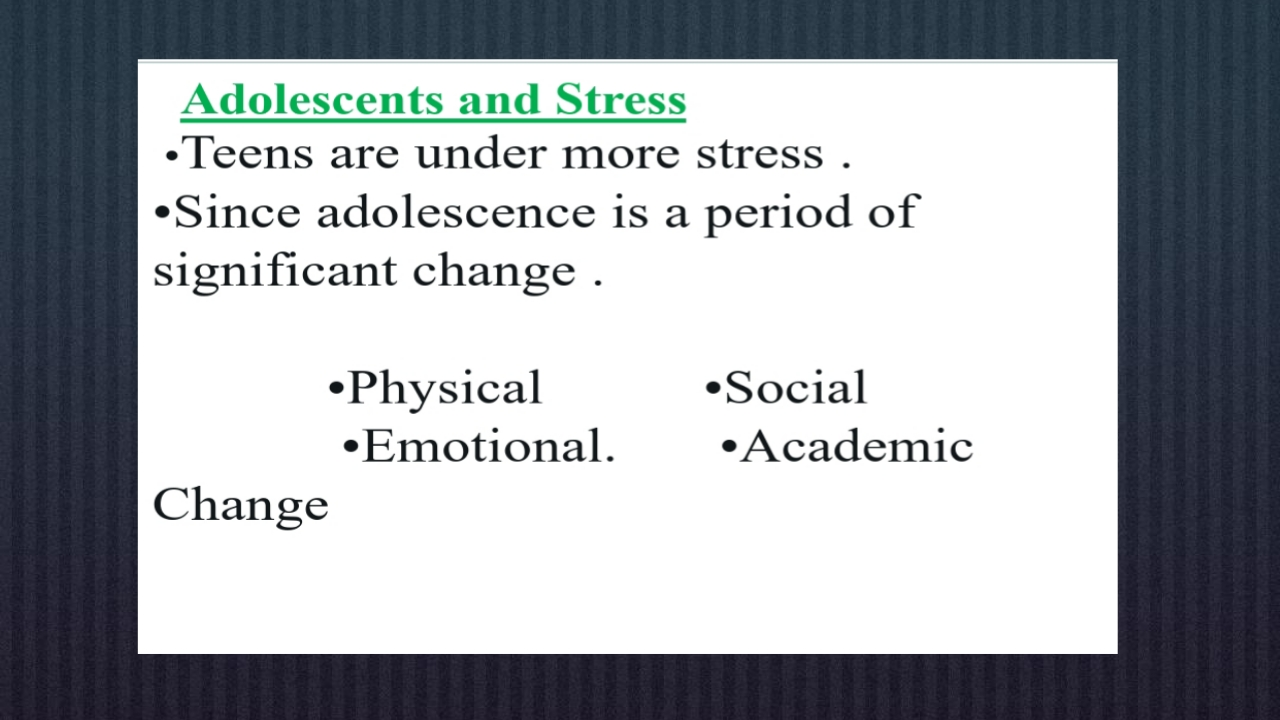 Adolescents and Stress
•Teens are under more stress .
•Since adolescence is a period of
significant change .
•Physical •Social
•Emotional. •Academic
Change